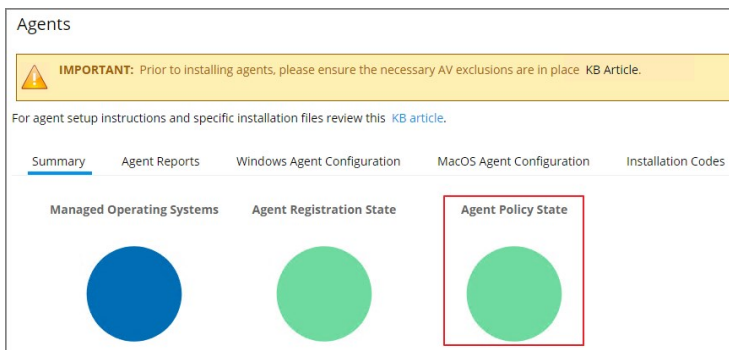 Agents
IMPORTANT: Prior to installing agents, please ensure the necessary AV exclusions are in place KB Article.
For agent setup instructions and specific installation files review this KB article.
Summary Agent Reports Windows Agent Configuration MacOS Agent Configuration Installation Codes
Managed Operating Systems Agent Registration State Agent Policy State